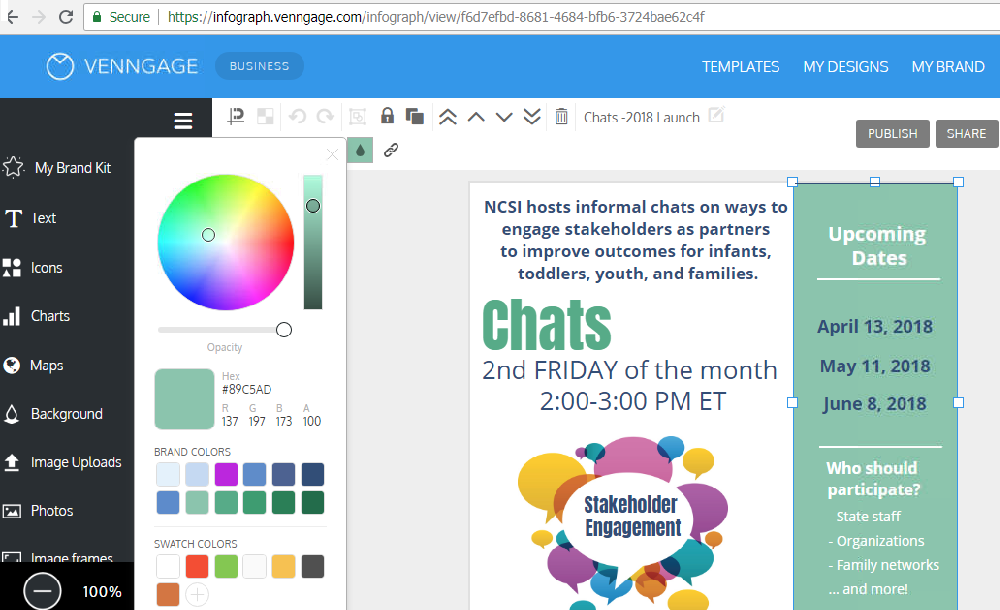 Secure https://infograph.venngage.com/infograph/view/f6d7efbd-8681-4684-bfb6-3724bae62c4f
VENNGAGE BUSINESS
TEMPLATES MY DESIGNS MY BRAND
Chats -2018 Launch
PUBLISH SHARE
My Brand Kit
Text
Icons
Charts
Maps
Background
Image Uploads
Photos
Image frames
100%
Opacity
Hex
#89C5AD
R G B A
137 197 173 100
BRAND COLORS
SWATCH COLORS
NCSI hosts informal chats on ways to
engage stakeholders as partners
to improve outcomes for infants,
toddlers, youth, and families.
Chats
2nd FRIDAY of the month
2:00-3:00 PM ET
Stakeholder
Engagement
Upcoming
Dates
April 13, 2018
May 11, 2018
June 8, 2018
Who should
participate?
- State staff
- Organizations
- Family networks
... and more!